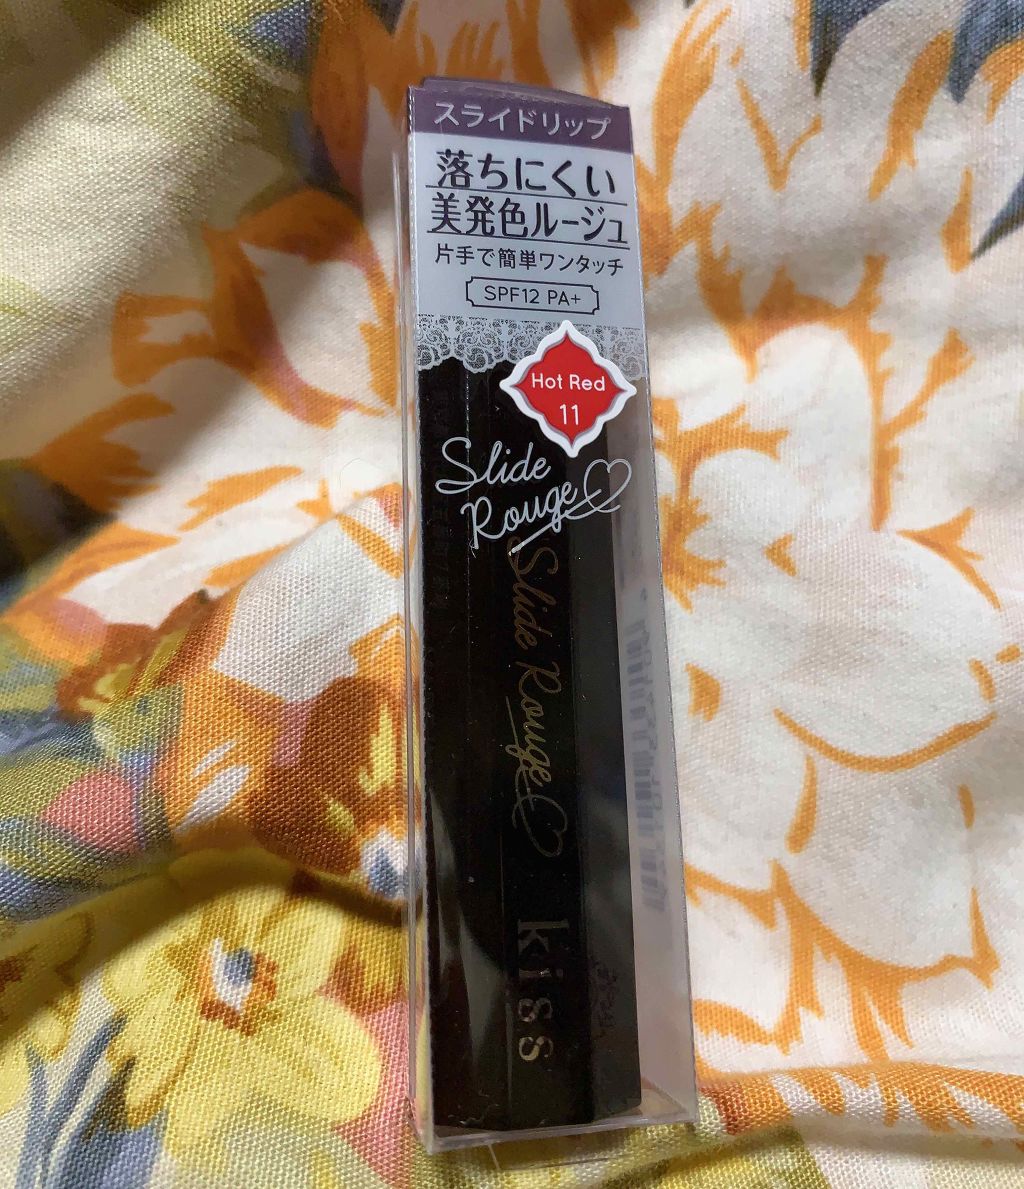 スライドリップ
落ちにくい
美発色ルージュ
片手で簡単ワンタッチ
SPF12 PA+
Hot Red
11
Slide
Rouge
Slide Rouge
kiss